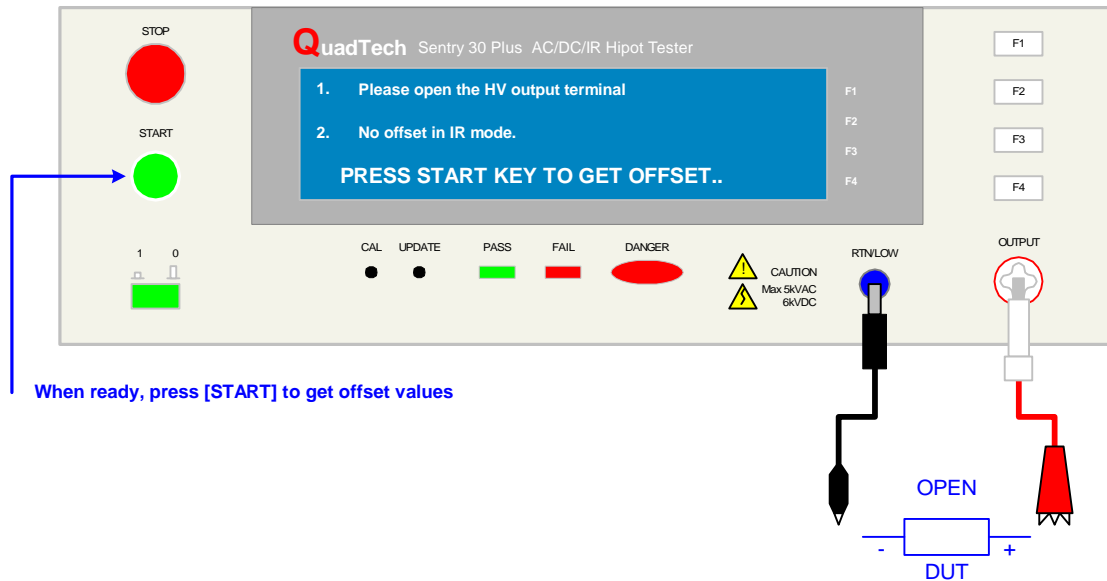 STOP
QuadTech Sentry 30 Plus AC/DC/IR Hipot Tester
1. Please open the HV output terminal
2. No offset in IR mode.
PRESS START KEY TO GET OFFSET..
F1
F2
F3
F4
F1
F2
F3
F4
START
1 0
CAL UPDATE PASS FAIL DANGER
CAUTION
Max 5kVAC
6kVDC
RTN/LOW
OUTPUT
When ready, press [START] to get offset values
OPEN
- +
DUT